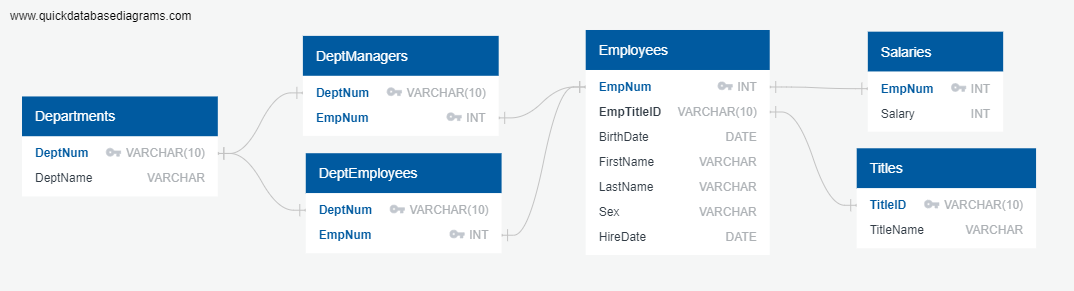 www.quickdatabasediagrams.com
Departments
DeptNum VARCHAR(10)
DeptName VARCHAR
DeptManagers
DeptNum VARCHAR(10)
EmpNum INT
DeptEmployees
DeptNum VARCHAR(10)
EmpNum INT
Employees
EmpNum INT
EmpTitleID VARCHAR(10)
BirthDate DATE
FirstName VARCHAR
LastName VARCHAR
Sex VARCHAR
HireDate DATE
Salaries
EmpNum INT
Salary INT
Titles
TitleID VARCHAR(10)
TitleName VARCHAR